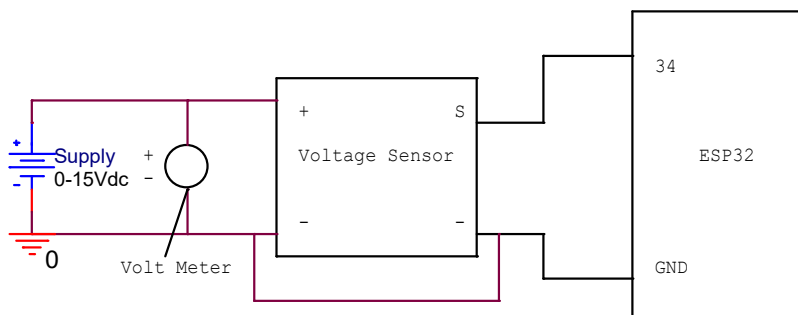 34
+ S
Supply + Voltage Sensor ESP32
0-15Vdc -
- -
0
Volt Meter GND